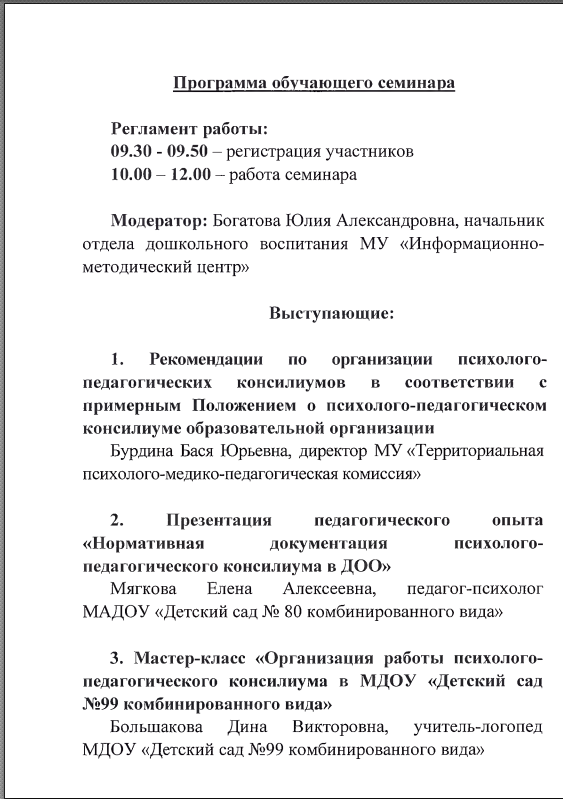 Программа обучающего семинара
Регламент работы:
09.30 - 09.50 – регистрация участников
10.00 – 12.00 – работа семинара
Модератор: Богатова Юлия Александровна, начальник
отдела дошкольного воспитания МУ «Информационно-
методический центр»
Выступающие:
1. Рекомендации по организации психолого-
педагогических консилиумов в соответствии с
примерным Положением о психолого-педагогическом
консилиуме образовательной организации
Бурдина Бася Юрьевна, директор МУ «Территориальная
психолого-медико-педагогическая комиссия»
2. Презентация педагогического опыта
«Нормативная документация психолого-
педагогического консилиума в ДОО»
Мягкова Елена Алексеевна, педагог-психолог
МАДОУ «Детский сад № 80 комбинированного вида»
3. Мастер-класс «Организация работы психолого-
педагогического консилиума в МДОУ «Детский сад
№99 комбинированного вида»
Большакова Дина Викторовна, учитель-логопед
МДОУ «Детский сад №99 комбинированного вида»